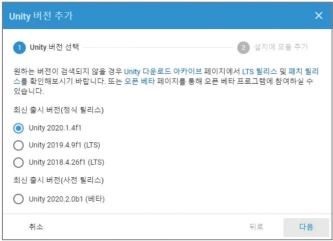 Unity 버전 추가
1 Unity 버전 선택
2 설치에 모듈 추가
원하는 버전이 검색되지 않을 경우 Unity 다운로드 아카이브 페이지에서 LTS 릴리스 및 패치 릴리
스를 확인해보시기 바랍니다. 또는 오픈 베타 페이지를 통해 오픈 베타 프로그램에 참여하실 수
있습니다.
최신 출시 버전(정식 릴리스)
Unity 2020.1.4f1
Unity 2019.4.9f1 (LTS)
Unity 2018.4.26f1 (LTS)
최신 출시 버전(사전 릴리스)
Unity 2020.2.0b1 (베타)
취소
뒤로
다음